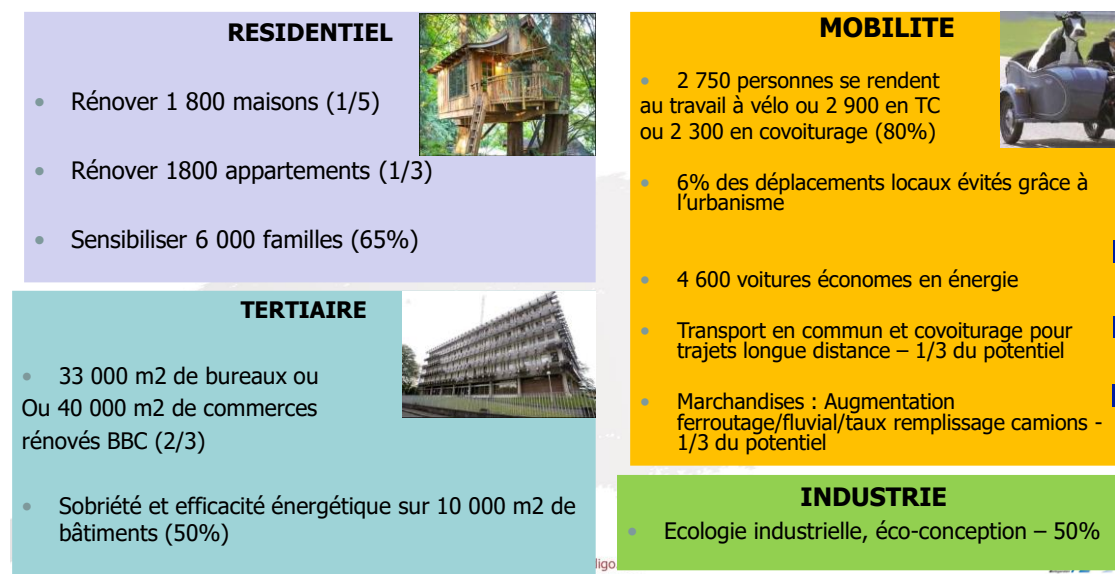 RESIDENTIEL
• Rénover 1 800 maisons (1/5)
• Rénover 1800 appartements (1/3)
• Sensibiliser 6 000 familles (65%)
TERTIAIRE
• 33 000 m2 de bureaux ou
Ou 40 000 m2 de commerces
rénovés BBC (2/3)
• Sobriété et efficacité énergétique sur 10 000 m2 de
bâtiments (50%)
MOBILITE
• 2 750 personnes se rendent
au travail à vélo ou 2 900 en TC
ou 2 300 en covoiturage (80%)
• 6% des déplacements locaux évités grâce à
l’urbanisme
• 4 600 voitures économes en énergie
• Transport en commun et covoiturage pour
trajets longue distance – 1/3 du potentiel
• Marchandises : Augmentation
ferroutage/fluvial/taux remplissage camions -
1/3 du potentiel
INDUSTRIE
• Ecologie industrielle, éco-conception – 50%